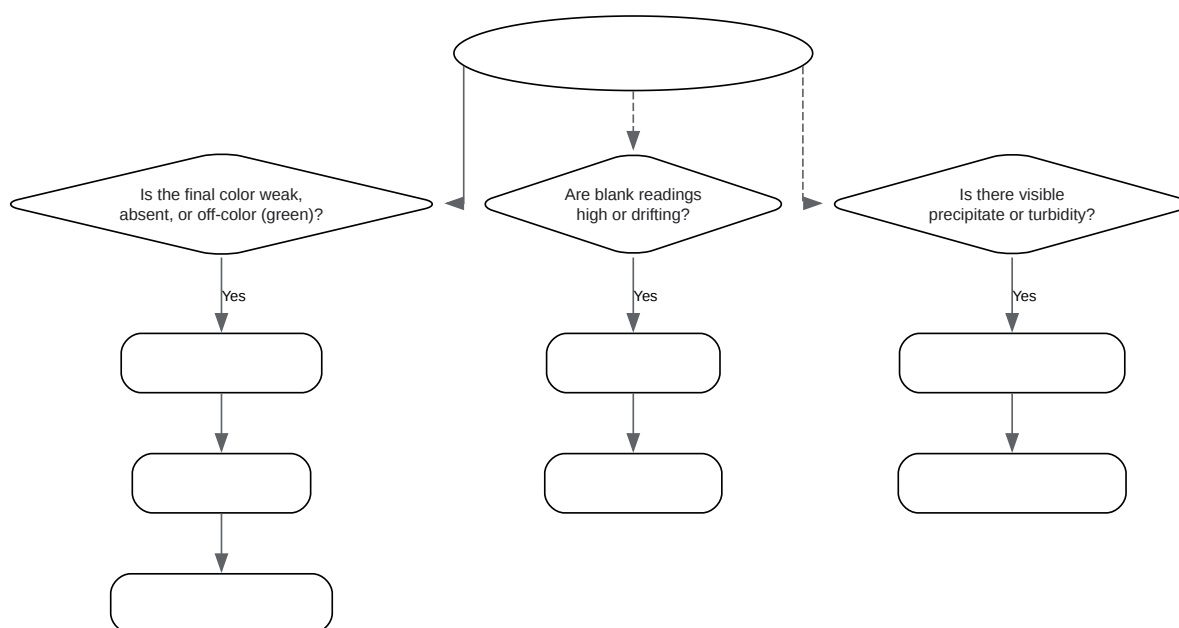 Is the final color weak,
absent, or off-color (green)?
Are blank readings
high or drifting?
Is there visible
precipitate or turbidity?
Yes
Yes
Yes